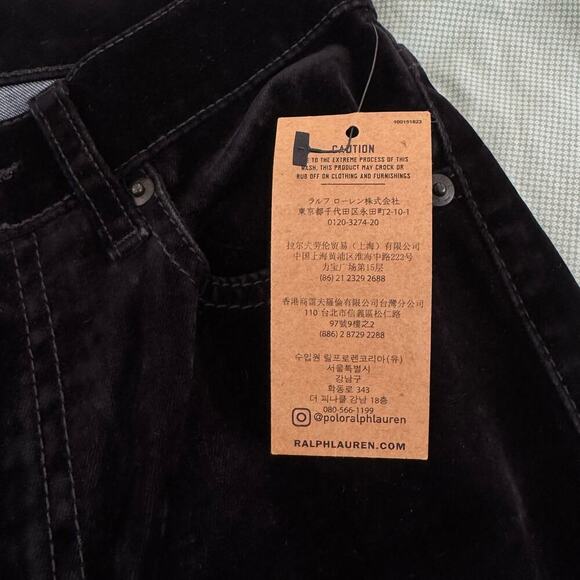 100151823
CAUTION
TO THE EXTREME PROCESS OF THIS
WASH, THIS PRODUCT MAY CROCK OR
RUB OFF ON CLOTHING AND FURNISHINGS
ラルフ ローレン株式会社
東京都千代田区永田町2-10-1
0120-3274-20
拉尔夫劳伦贸易（上海）有限公司
中国上海黄浦区淮海中路222号
力宝广场第15层
(86) 21 2329 2688
香港商雷夫羅倫有限公司台灣分公司
110 台北市信義區松仁路
97號9樓之2
(886) 2 8729 2288
수입원 랄프로렌코리아(유)
서울특별시
강남구
학동로 343
더 피나클 강남 18층
080-566-1199
@poloralphlauren
RALPHLAUREN.COM